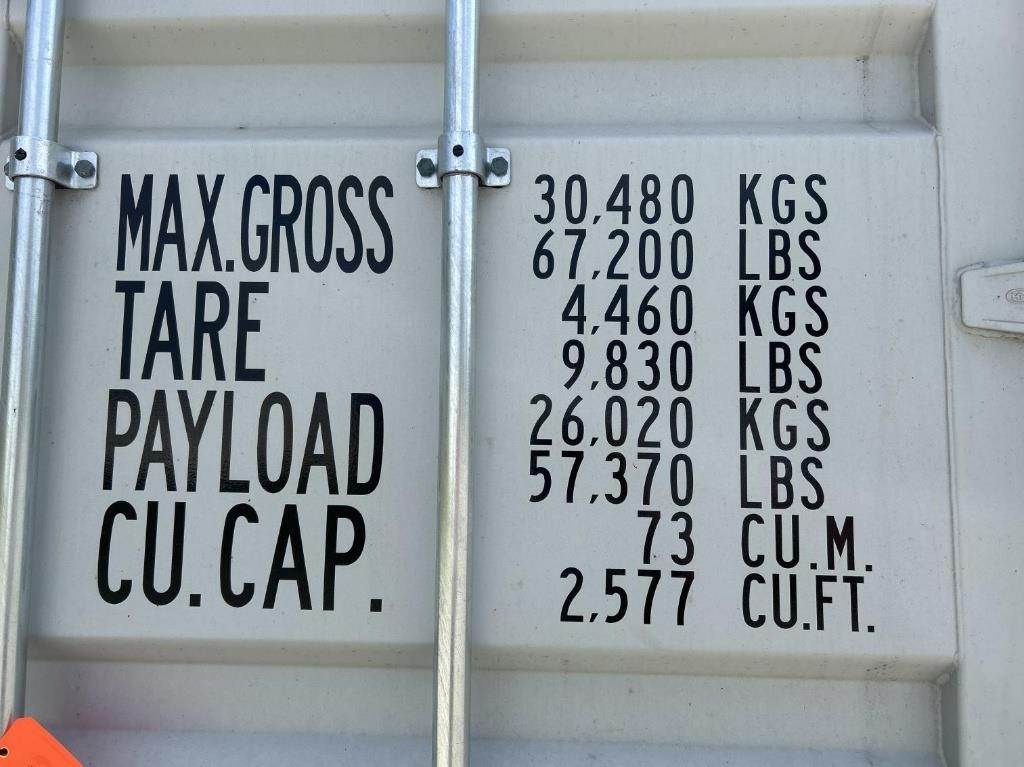 MAX.GROSS 30,480 KGS
67,200 LBS
TARE 4,460 KGS
9,830 LBS
PAYLOAD 26,020 KGS
57,370 LBS
CU.CAP. 73 CU.M.
2,577 CU.FT.